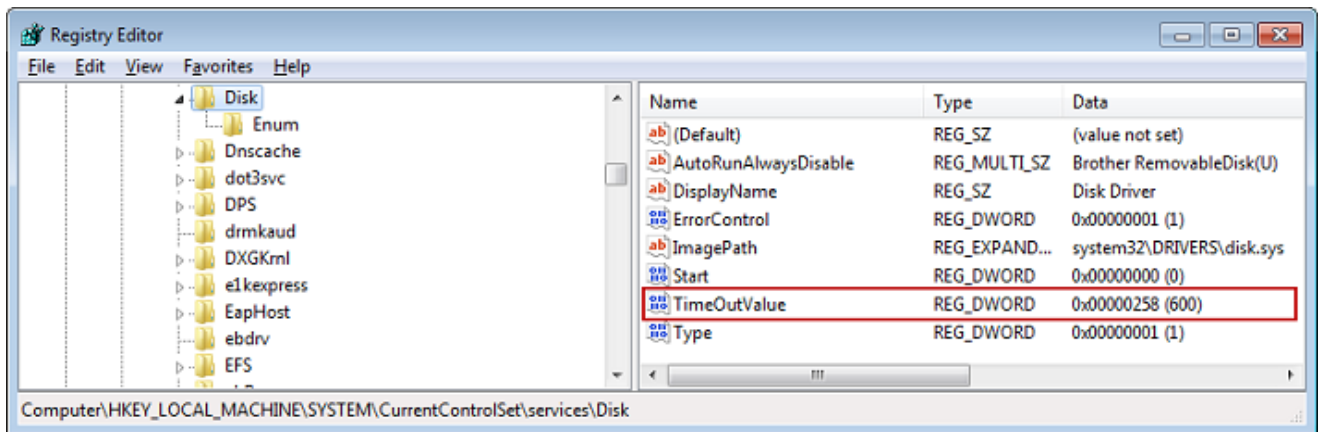 Registry Editor
File Edit View Favorites Help
Disk
Enum
Dnscache
dot3svc
DPS
drmkaud
DXGKrnl
e1kexpress
EapHost
ebdrv
EFS
Name Type Data
(Default) REG_SZ (value not set)
AutoRunAlwaysDisable REG_MULTI_SZ Brother RemovableDisk(U)
DisplayName REG_SZ Disk Driver
ErrorControl REG_DWORD 0x00000001 (1)
ImagePath REG_EXPAND... system32\DRIVERS\disk.sys
Start REG_DWORD 0x00000000 (0)
TimeOutValue REG_DWORD 0x00000258 (600)
Type REG_DWORD 0x00000001 (1)
Computer\HKEY_LOCAL_MACHINE\SYSTEM\CurrentControlSet\services\Disk